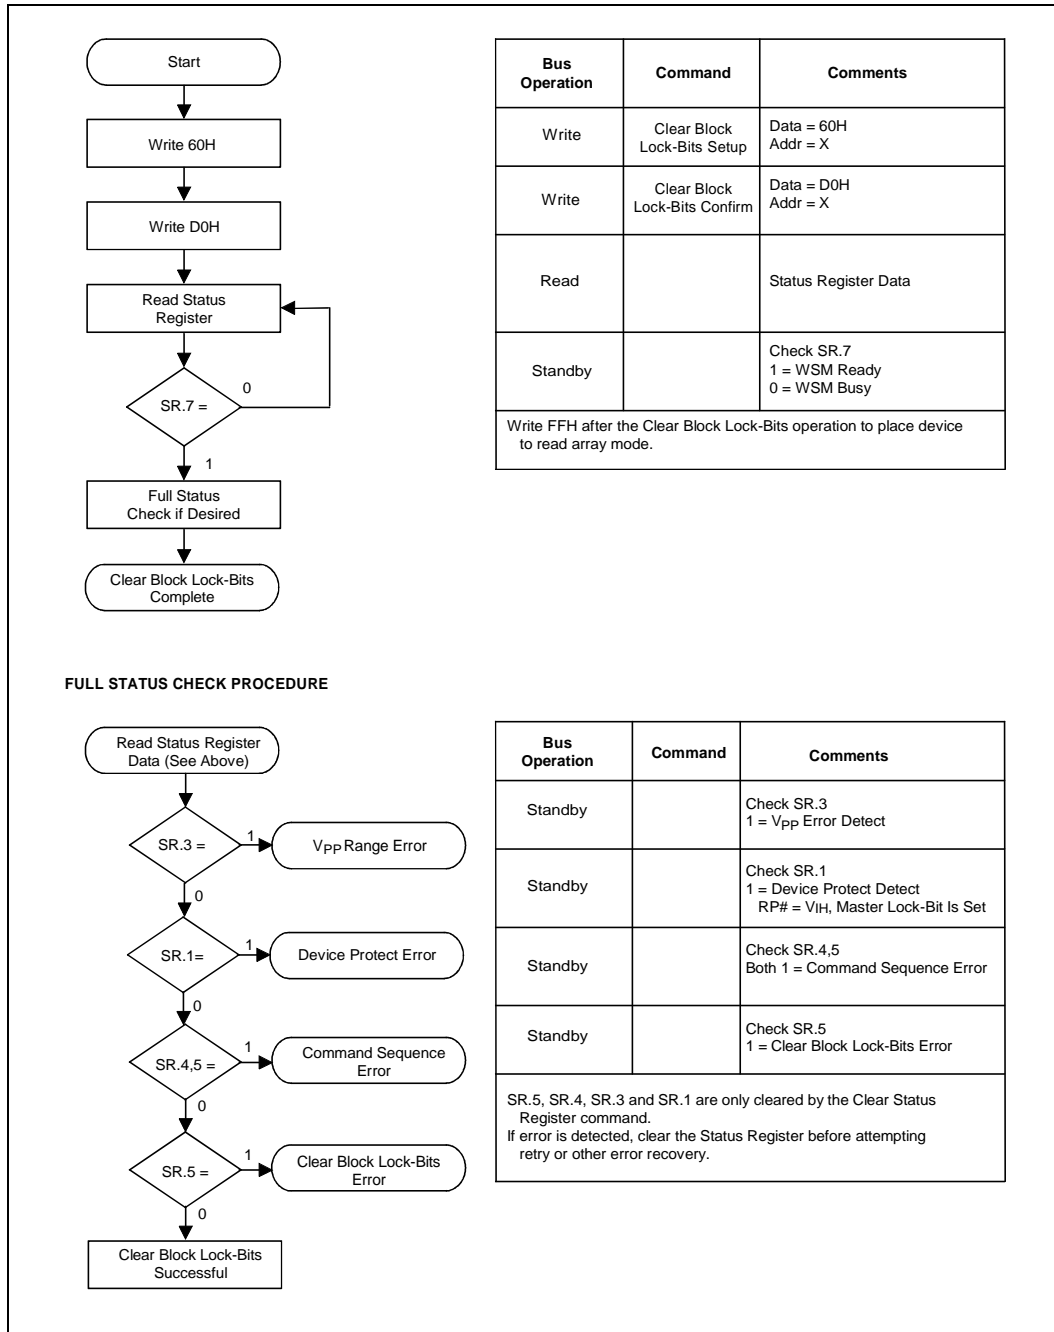 Start
Write 60H
Write D0H
Read Status
Register
0
SR.7 =
1
Full Status
Check if Desired
Clear Block Lock-Bits
Complete
Bus
Operation
Command
Comments
Write
Clear Block
Lock-Bits Setup
Data = 60H
Addr = X
Write
Clear Block
Lock-Bits Confirm
Data = D0H
Addr = X
Read
Status Register Data
Standby
Check SR.7
1 = WSM Ready
0 = WSM Busy
Write FFH after the Clear Block Lock-Bits operation to place device
to read array mode.
FULL STATUS CHECK PROCEDURE
Read Status Register
Data (See Above)
SR.3 =
1
VPP Range Error
0
SR.1=
1
Device Protect Error
0
SR.4,5 =
1
Command Sequence
Error
0
SR.5 =
1
Clear Block Lock-Bits
Error
0
Clear Block Lock-Bits
Successful
Bus
Operation
Command
Comments
Standby
Check SR.3
1 = VPP Error Detect
Standby
Check SR.1
1 = Device Protect Detect
RP# = VIH, Master Lock-Bit Is Set
Standby
Check SR.4,5
Both 1 = Command Sequence Error
Standby
Check SR.5
1 = Clear Block Lock-Bits Error
SR.5, SR.4, SR.3 and SR.1 are only cleared by the Clear Status
Register command.
If error is detected, clear the Status Register before attempting
retry or other error recovery.